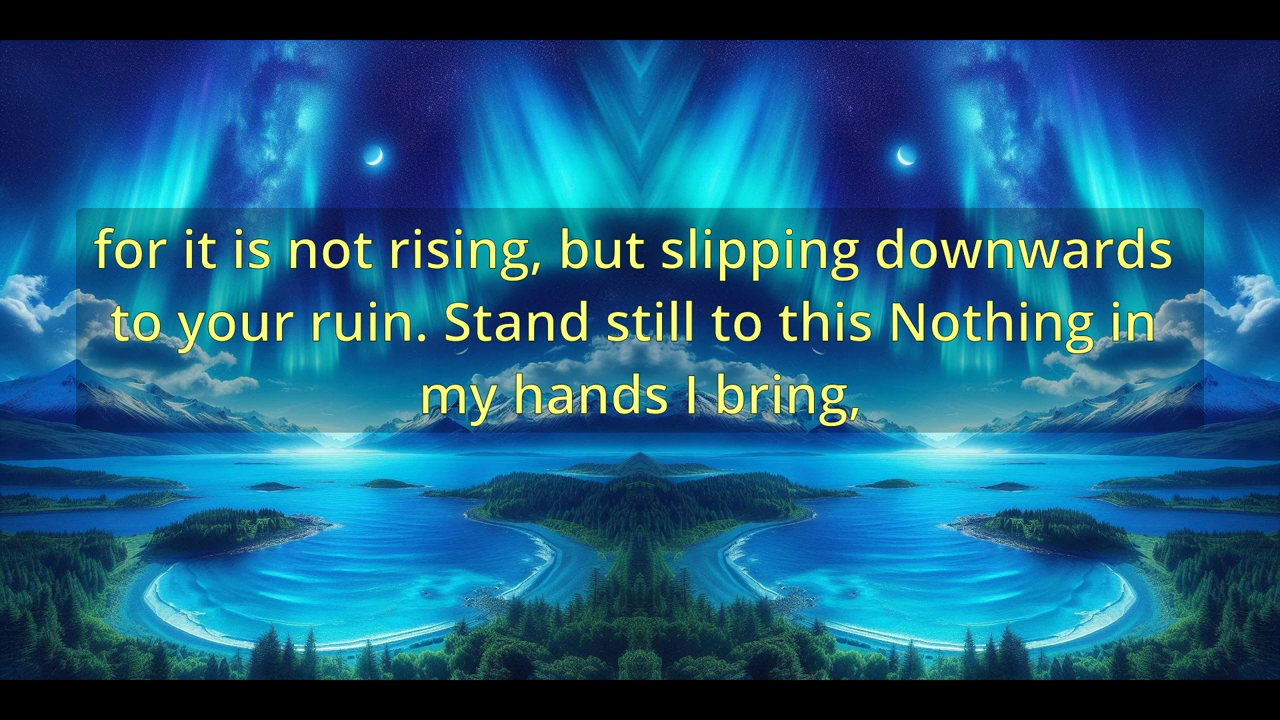 for it is not rising, but slipping downwards
to your ruin. Stand still to this Nothing in
my hands I bring,